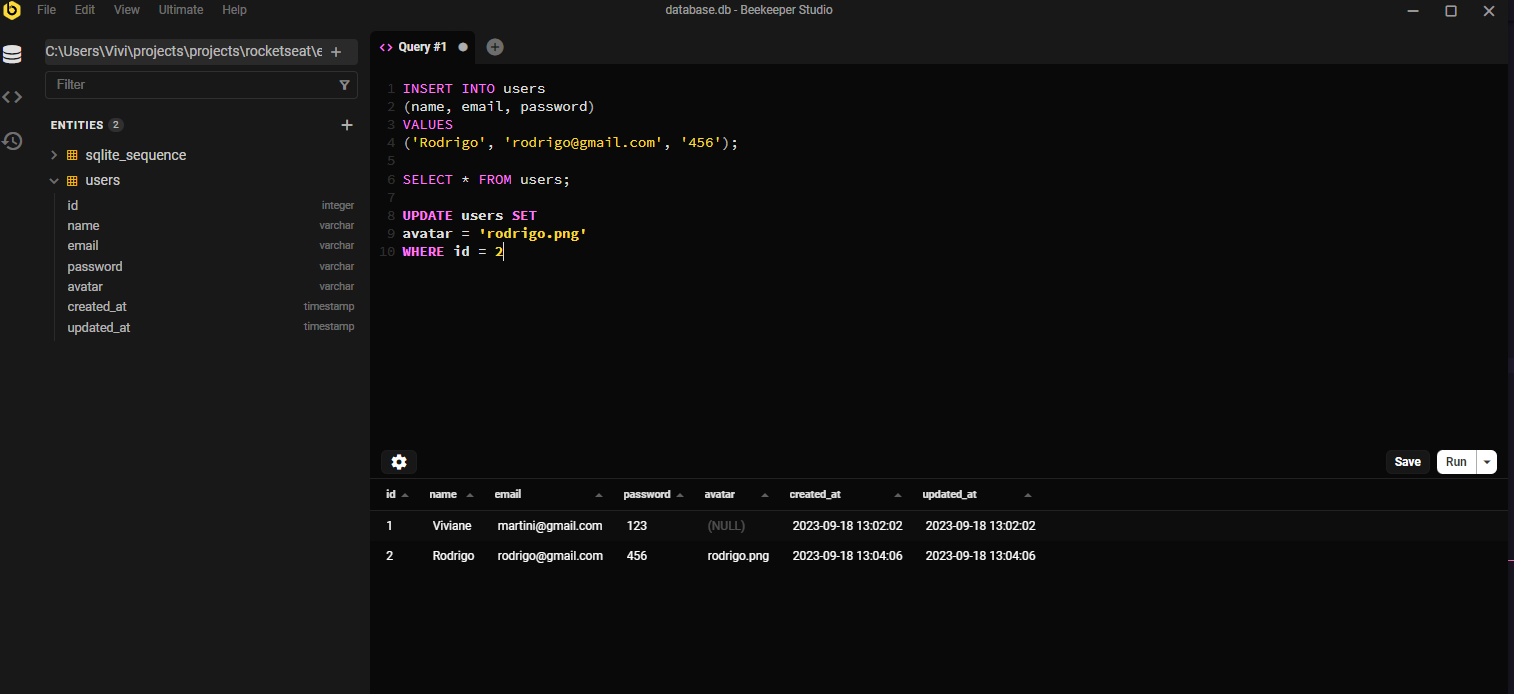 File Edit View Ultimate Help
database.db - Beekeeper Studio
C:\Users\Vivi\projects\projects\rocketseat\e +
Filter
ENTITIES 2 +
sqlite_sequence
users
id integer
name varchar
email varchar
password varchar
avatar varchar
created_at timestamp
updated_at timestamp
Query #1
1 INSERT INTO users
2 (name, email, password)
3 VALUES
4 ('Rodrigo', 'rodrigo@gmail.com', '456');
5
6 SELECT * FROM users;
7
8 UPDATE users SET
9 avatar = 'rodrigo.png'
10 WHERE id = 2
Save Run
id name email password avatar created_at updated_at
1 Viviane martini@gmail.com 123 (NULL) 2023-09-18 13:02:02 2023-09-18 13:02:02
2 Rodrigo rodrigo@gmail.com 456 rodrigo.png 2023-09-18 13:04:06 2023-09-18 13:04:06